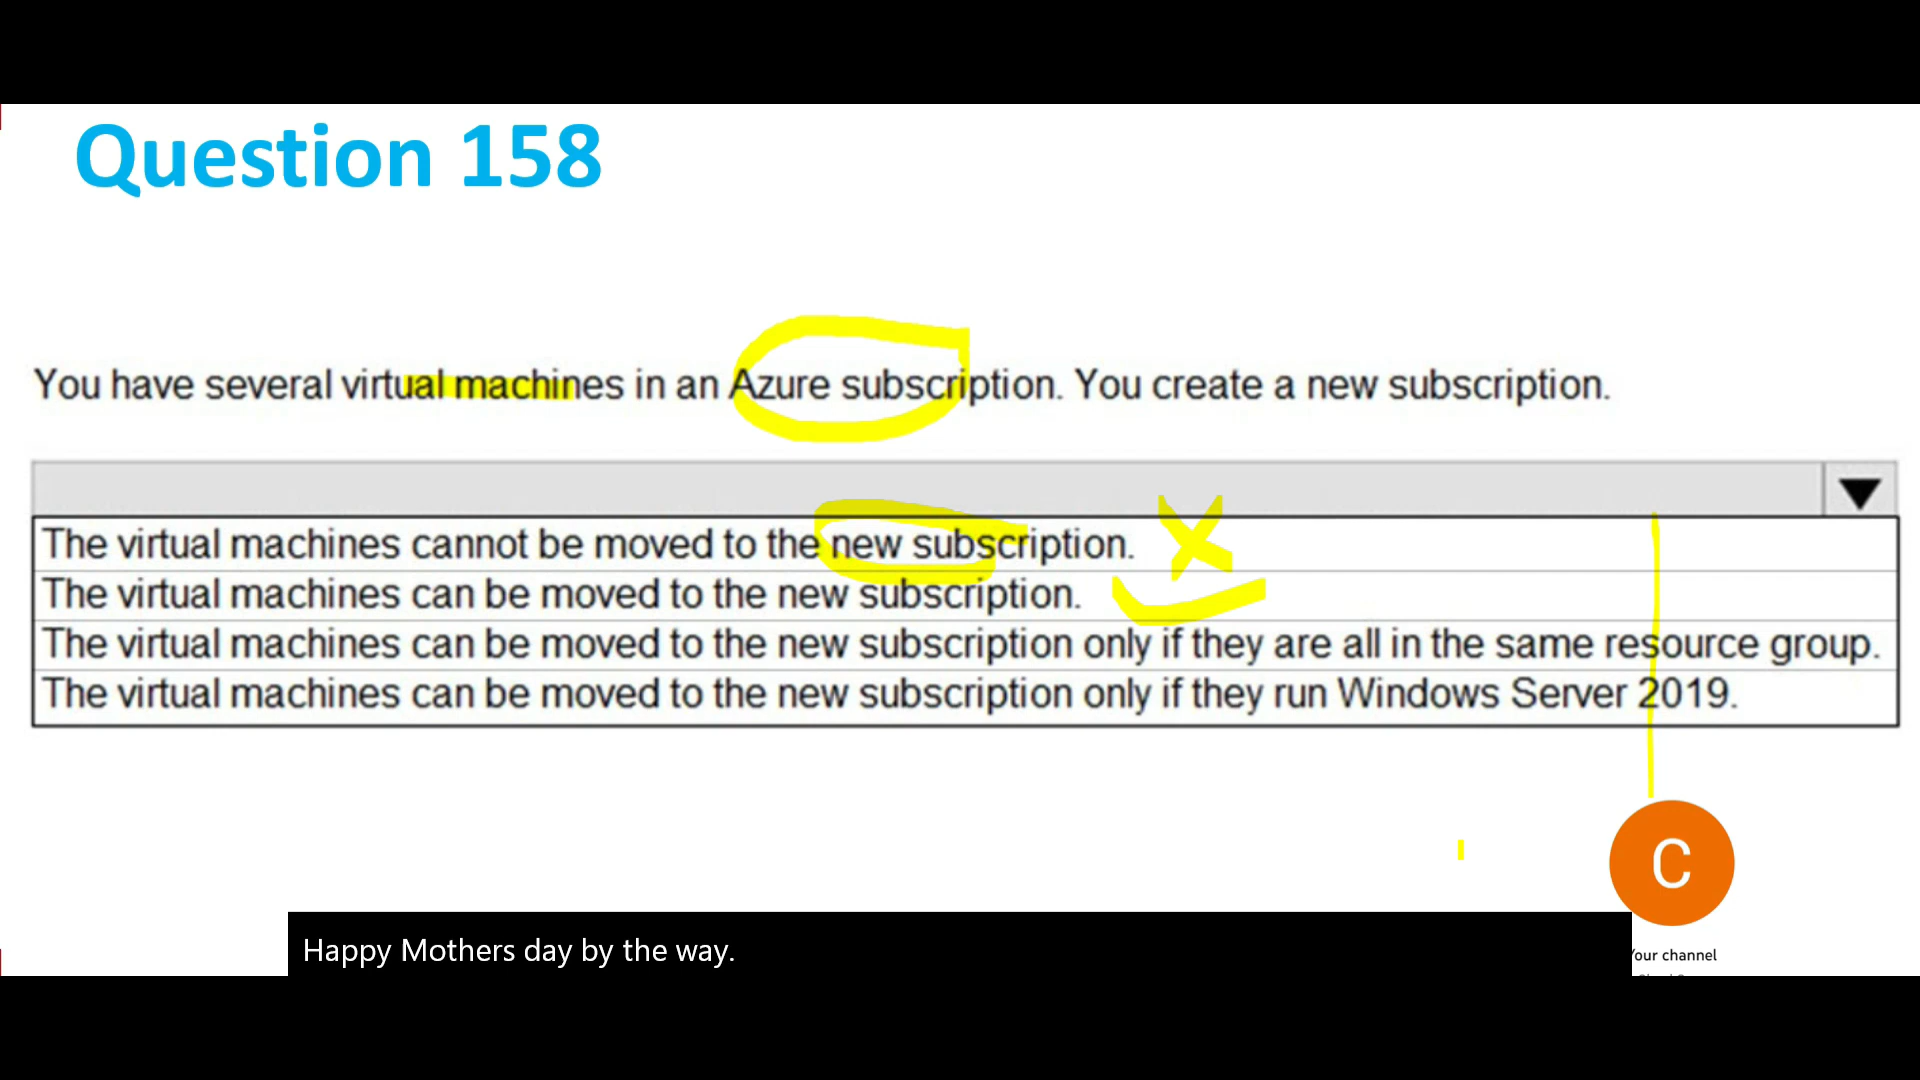 Question 158
You have several virtual machines in an Azure subscription. You create a new subscription.
The virtual machines cannot be moved to the new subscription.
The virtual machines can be moved to the new subscription.
The virtual machines can be moved to the new subscription only if they are all in the same resource group.
The virtual machines can be moved to the new subscription only if they run Windows Server 2019.
C
Happy Mothers day by the way.
Your channel